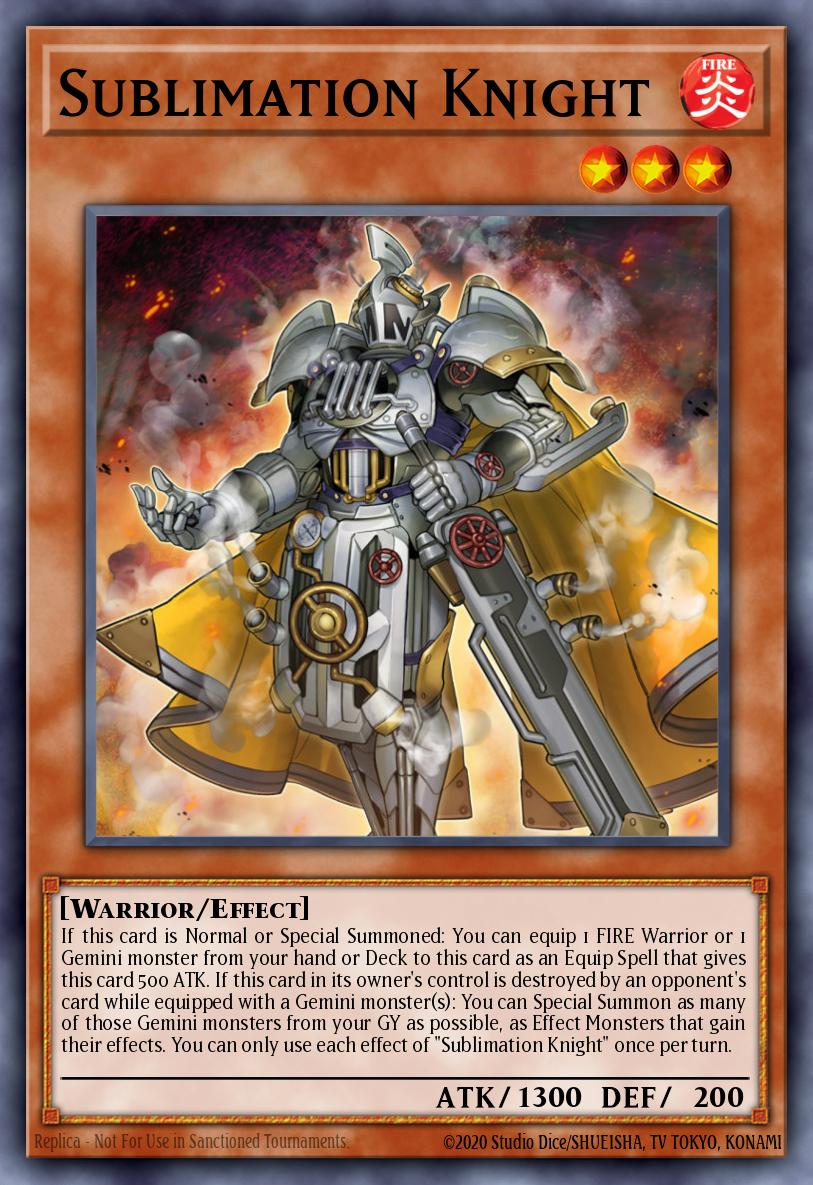 Sublimation Knight
FIRE
炎
[Warrior/Effect]
If this card is Normal or Special Summoned: You can equip 1 FIRE Warrior or 1
Gemini monster from your hand or Deck to this card as an Equip Spell that gives
this card 500 ATK. If this card in its owner's control is destroyed by an opponent's
card while equipped with a Gemini monster(s): You can Special Summon as many
of those Gemini monsters from your GY as possible, as Effect Monsters that gain
their effects. You can only use each effect of "Sublimation Knight" once per turn.
ATK/ 1300 DEF/ 200
Replica - Not For Use in Sanctioned Tournaments.
©2020 Studio Dice/SHUEISHA, TV TOKYO, KONAMI